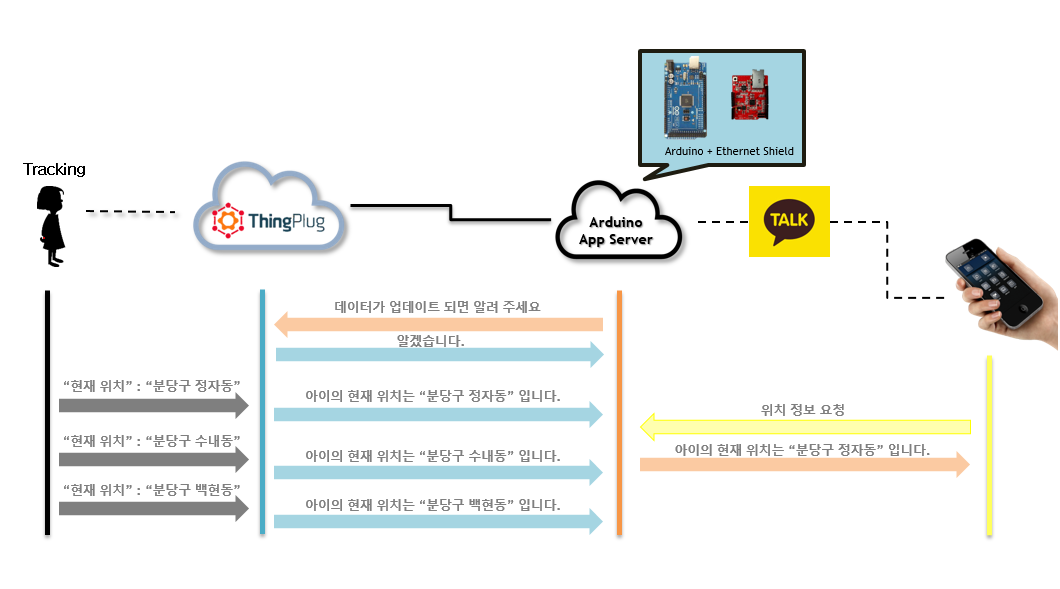 Arduino + Ethernet Shield
Tracking
ThingPlug
Arduino
App Server
TALK
데이터가 업데이트 되면 알려 주세요
알겠습니다.
“현재 위치” : “분당구 정자동”
아이의 현재 위치는 “분당구 정자동” 입니다.
위치 정보 요청
“현재 위치” : “분당구 수내동”
아이의 현재 위치는 “분당구 수내동” 입니다.
아이의 현재 위치는 “분당구 정자동” 입니다.
“현재 위치” : “분당구 백현동”
아이의 현재 위치는 “분당구 백현동” 입니다.